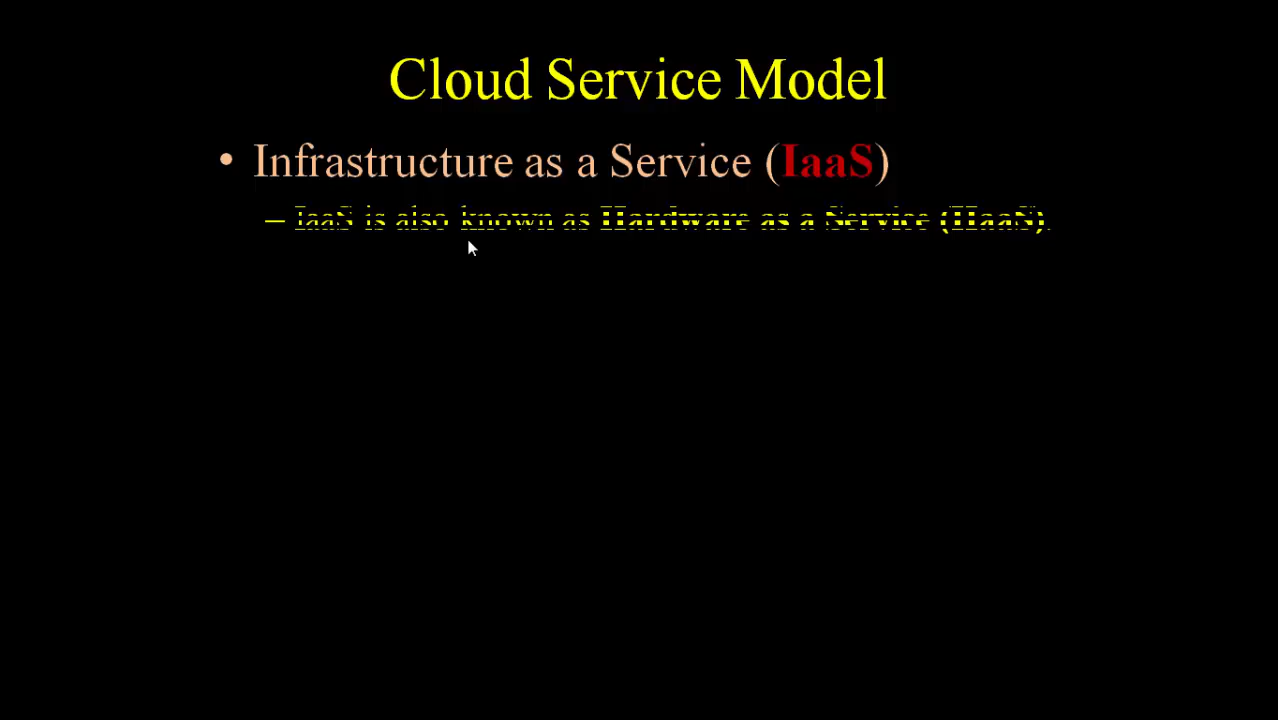 Cloud Service Model
• Infrastructure as a Service (IaaS)
– IaaS is also known as Hardware as a Service (HaaS).